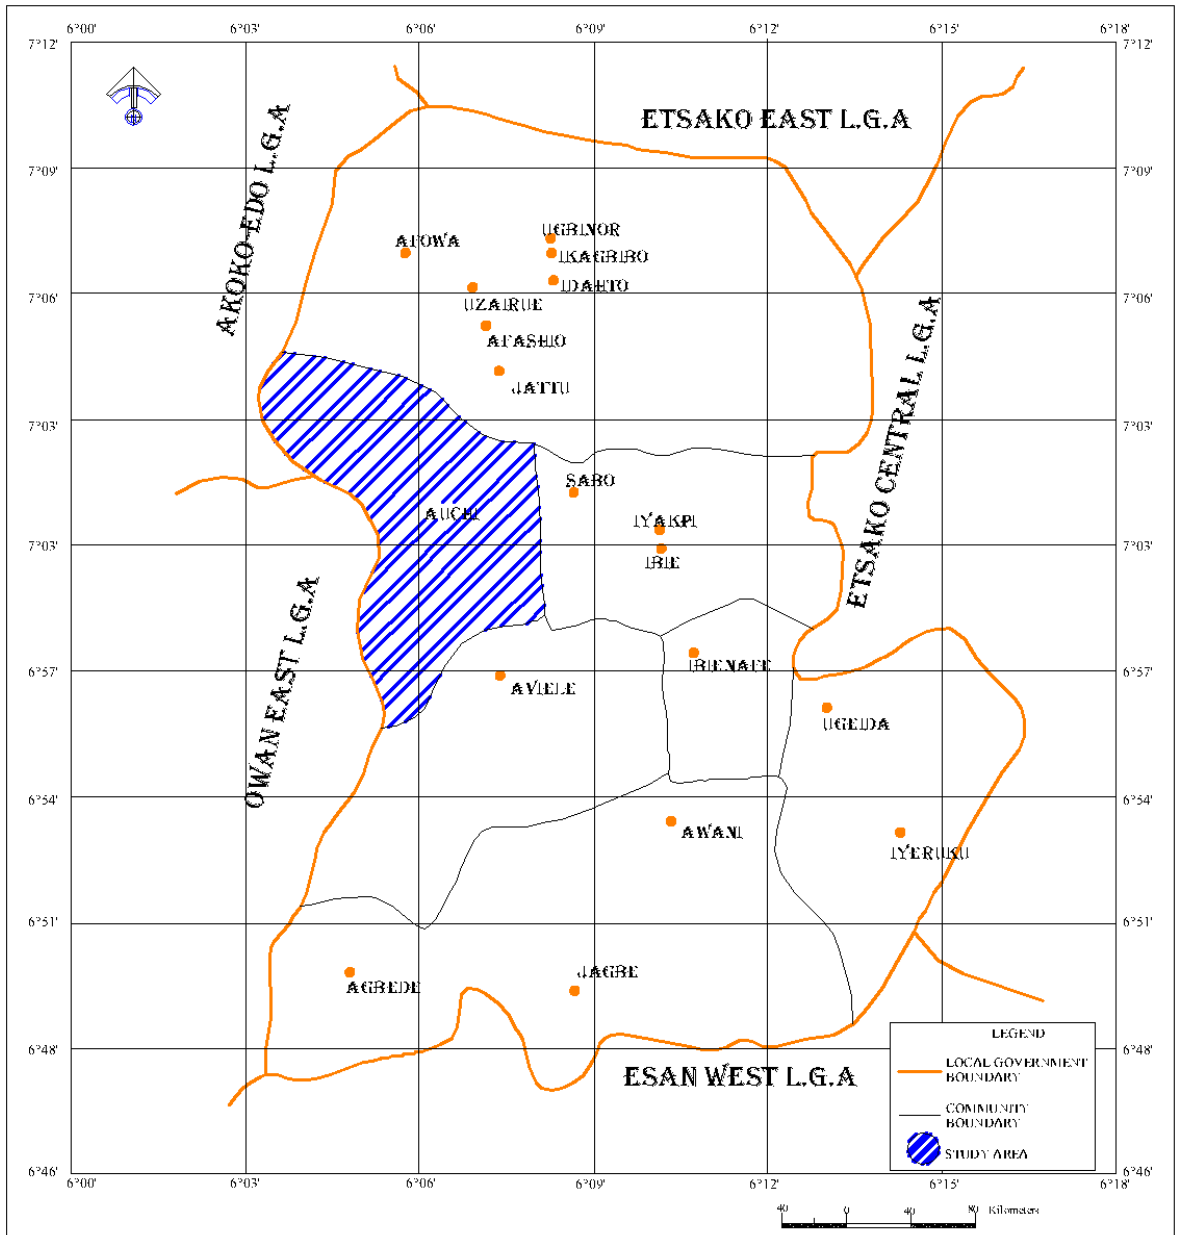 6°00' 6°03' 6°06' 6°09' 6°12' 6°15' 6°18'
7°12' 7°12'
ETSAKO EAST L.G.A
AKOKO-EDO L.G.A
7°09' 7°09'
UGBINOR
AFOWA
IKAGBIBO
IDAHTO
7°06' 7°06'
UZAIRUE
AFASHIO
JATTU
ETSAKO CENTRAL L.G.A
7°03' 7°03'
SABO
AUCHI
IYAKPI
7°03' 7°03'
IBIE
OWAN EAST L.G.A
IBIENAFE
6°57' 6°57'
AVIELE
UGEIDA
6°54' 6°54'
AWANI
IYERUKU
6°51' 6°51'
JAGBE
AGBEDE
LEGEND
6°48' 6°48'
LOCAL GOVERNMENT
BOUNDARY
ESAN WEST L.G.A
COMMUNITY
BOUNDARY
STUDY AREA
6°46' 6°46'
6°00' 6°03' 6°06' 6°09' 6°12' 6°15' 6°18'
40 0 40 80 Kilometers